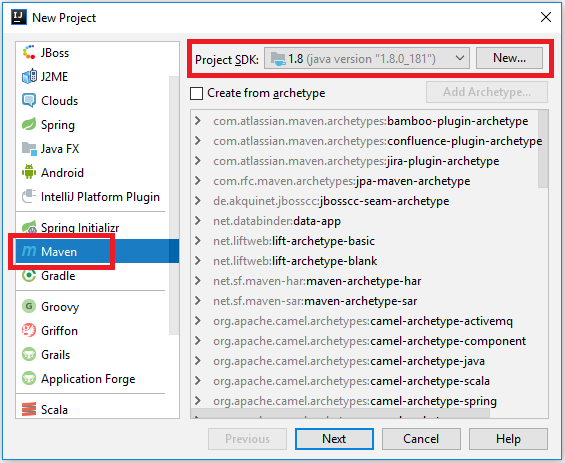 IJ
New Project
JBoss
J2ME
Clouds
Spring
Java FX
Android
IntelliJ Platform Plugin
Spring Initializr
Maven
Gradle
Groovy
Griffon
Grails
Application Forge
Scala
Project SDK: 1.8 (java version "1.8.0_181") New...
Create from archetype Add Archetype...
com.atlassian.maven.archetypes:bamboo-plugin-archetype
com.atlassian.maven.archetypes:confluence-plugin-archetype
com.atlassian.maven.archetypes:jira-plugin-archetype
com.rfc.maven.archetypes:jpa-maven-archetype
de.akquinet.jbosscc:jbosscc-seam-archetype
net.databinder:data-app
net.liftweb:lift-archetype-basic
net.liftweb:lift-archetype-blank
net.sf.maven-har:maven-archetype-har
net.sf.maven-sar:maven-archetype-sar
org.apache.camel.archetypes:camel-archetype-activemq
org.apache.camel.archetypes:camel-archetype-component
org.apache.camel.archetypes:camel-archetype-java
org.apache.camel.archetypes:camel-archetype-scala
org.apache.camel.archetypes:camel-archetype-spring
Previous Next Cancel Help